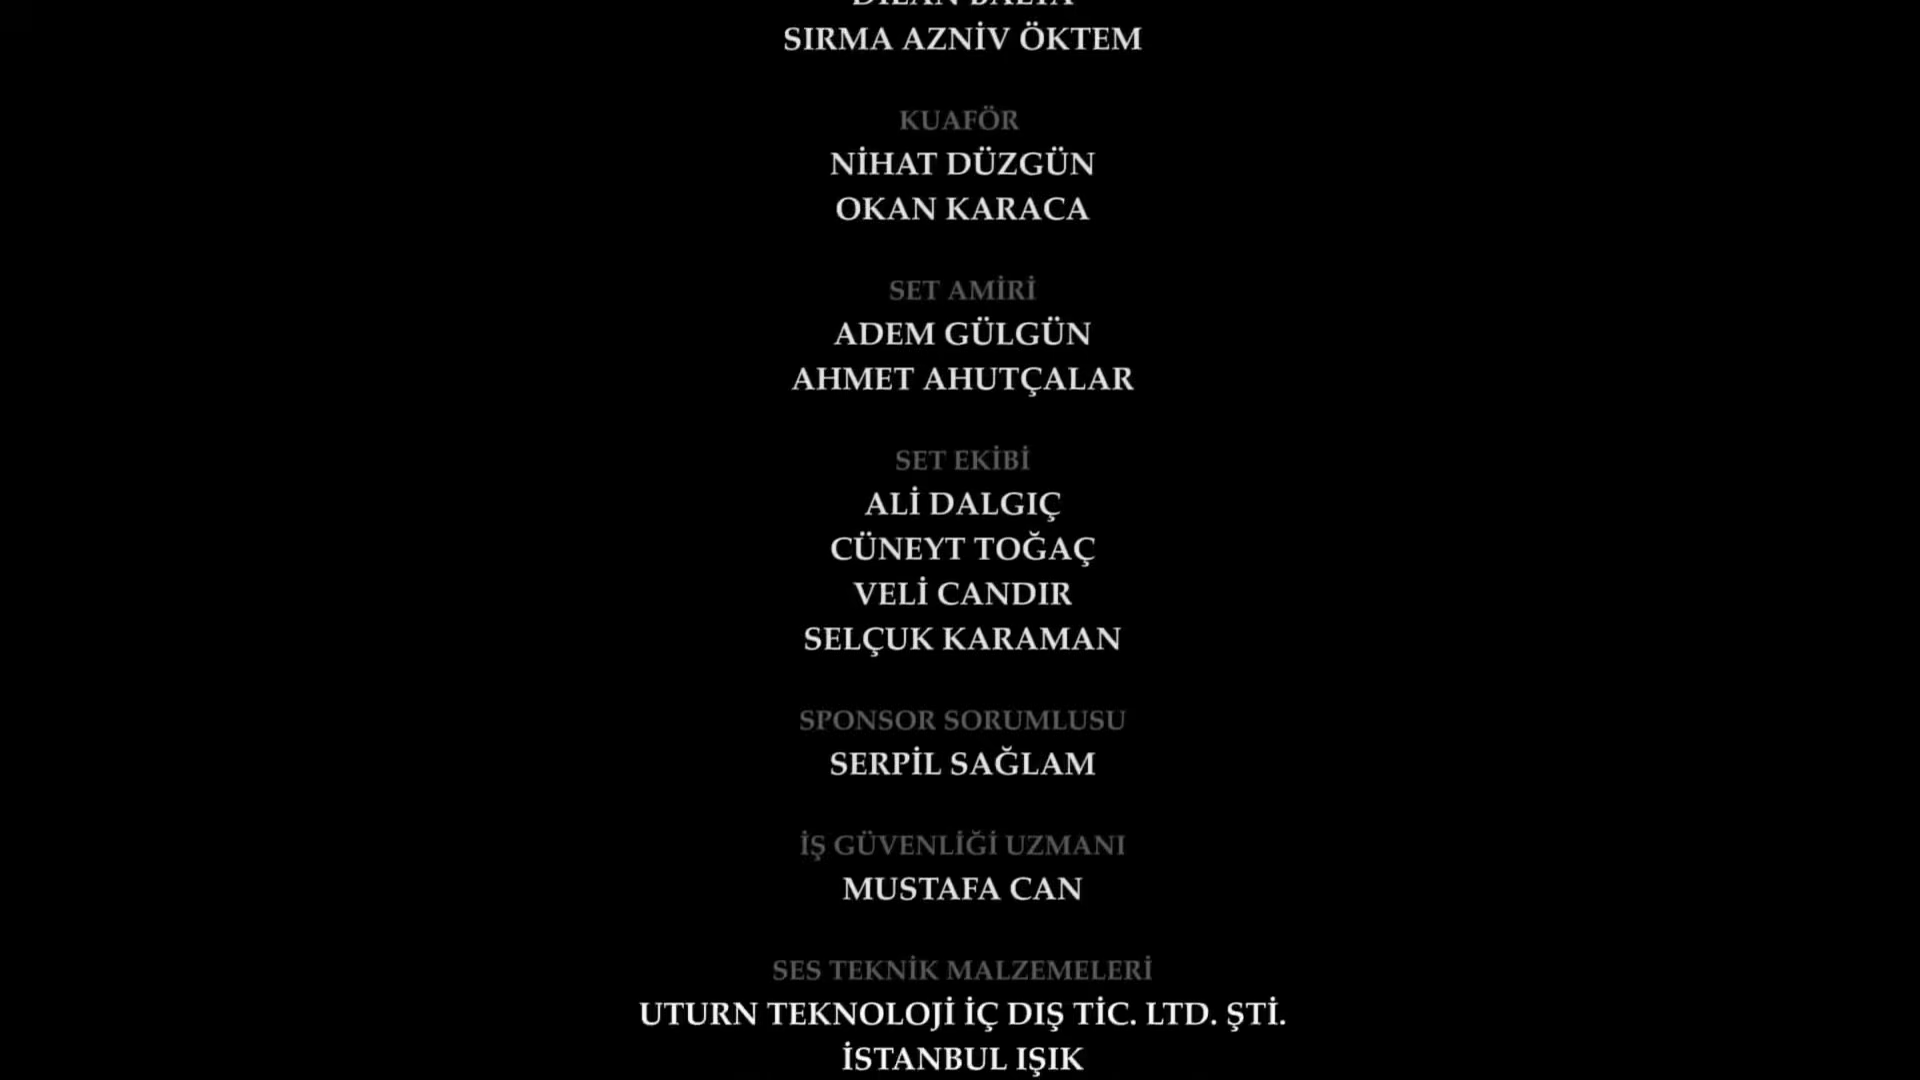 SIRMA AZNİV ÖKTEM
KUAFÖR
NİHAT DÜZGÜN
OKAN KARACA
SET AMİRİ
ADEM GÜLGÜN
AHMET AHUTÇALAR
SET EKİBİ
ALİ DALGIÇ
CÜNEYT TOĞAÇ
VELİ CANDIR
SELÇUK KARAMAN
SPONSOR SORUMLUSU
SERPİL SAĞLAM
İŞ GÜVENLİĞİ UZMANI
MUSTAFA CAN
SES TEKNİK MALZEMELERİ
UTURN TEKNOLOJİ İÇ DIŞ TİC. LTD. ŞTİ.
İSTANBUL IŞIK